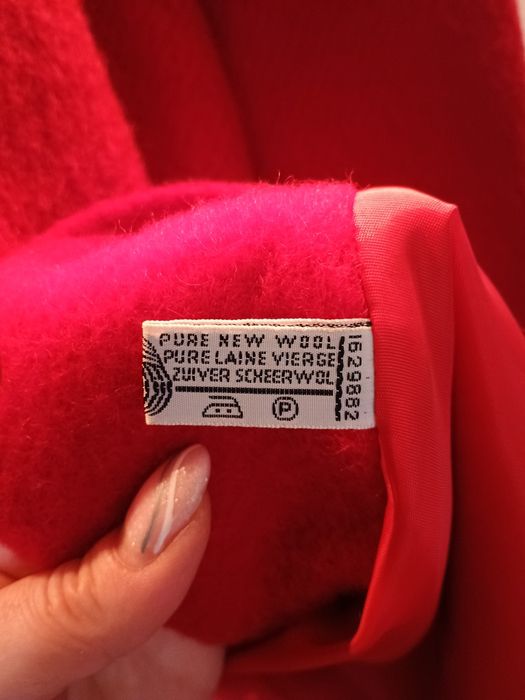 PURE NEW WOOL
PURE LAINE VIERGE
ZUIVER SCHEERWOL
P
1629882